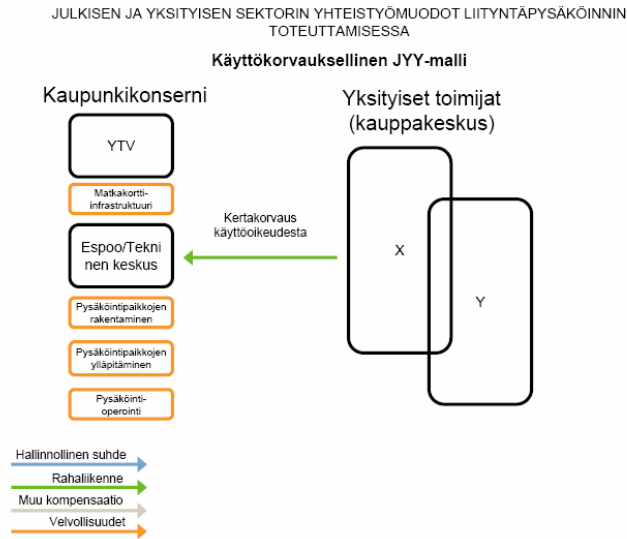 JULKISEN JA YKSITYISEN SEKTORIN YHTEISTYÖMUODOT LIITYNTÄPYSÄKÖINNIN
TOTEUTTAMISESSA
Käyttökorvauksellinen JYY-malli
Kaupunkikonserni
Yksityiset toimijat
(kauppakeskus)
YTV
Matkakortti-
infrastruktuuri
Kertakorvaus
käyttöoikeudesta
Espoo/Tekni
nen keskus
X
Y
Pysäköintipaikkojen
rakentaminen
Pysäköintipaikkojen
ylläpitäminen
Pysäköinti-
operointi
Hallinnollinen suhde
Rahaliikenne
Muu kompensaatio
Velvollisuudet